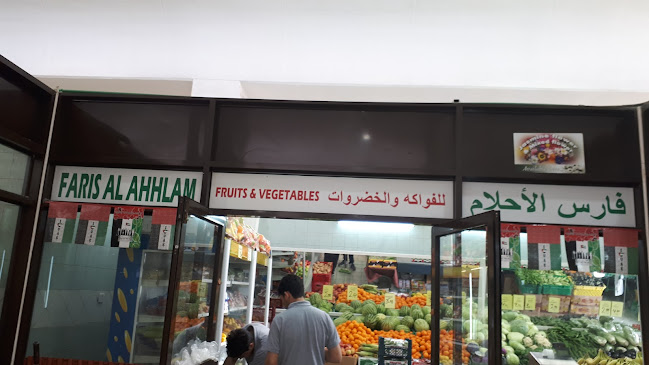 FARIS AL AHHLAM
FRUITS & VEGETABLES للفواكه والخضروات
فارس الأحلام